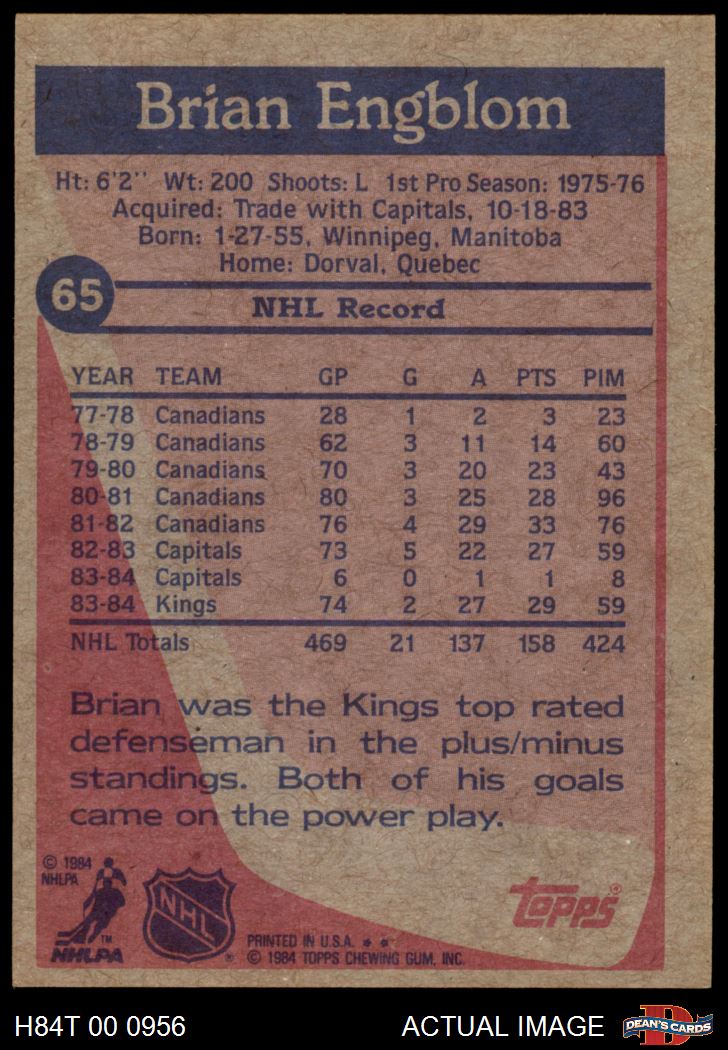 Brian Engblom
Ht: 6'2'' Wt: 200 Shoots: L 1st Pro Season: 1975-76
Acquired: Trade with Capitals, 10-18-83
Born: 1-27-55, Winnipeg, Manitoba
Home: Dorval, Quebec
65
NHL Record
YEAR TEAM GP G A PTS PIM
77-78 Canadians 28 1 2 3 23
78-79 Canadians 62 3 11 14 60
79-80 Canadians 70 3 20 23 43
80-81 Canadians 80 3 25 28 96
81-82 Canadians 76 4 29 33 76
82-83 Capitals 73 5 22 27 59
83-84 Capitals 6 0 1 1 8
83-84 Kings 74 2 27 29 59
NHL Totals 469 21 137 158 424
Brian was the Kings top rated
defenseman in the plus/minus
standings. Both of his goals
came on the power play.
© 1984
NHLPA
NHLPA™
NHL®
topps®
PRINTED IN U.S.A. * *
© 1984 TOPPS CHEWING GUM, INC.
H84T 00 0956
ACTUAL IMAGE
D
DEAN'S CARDS